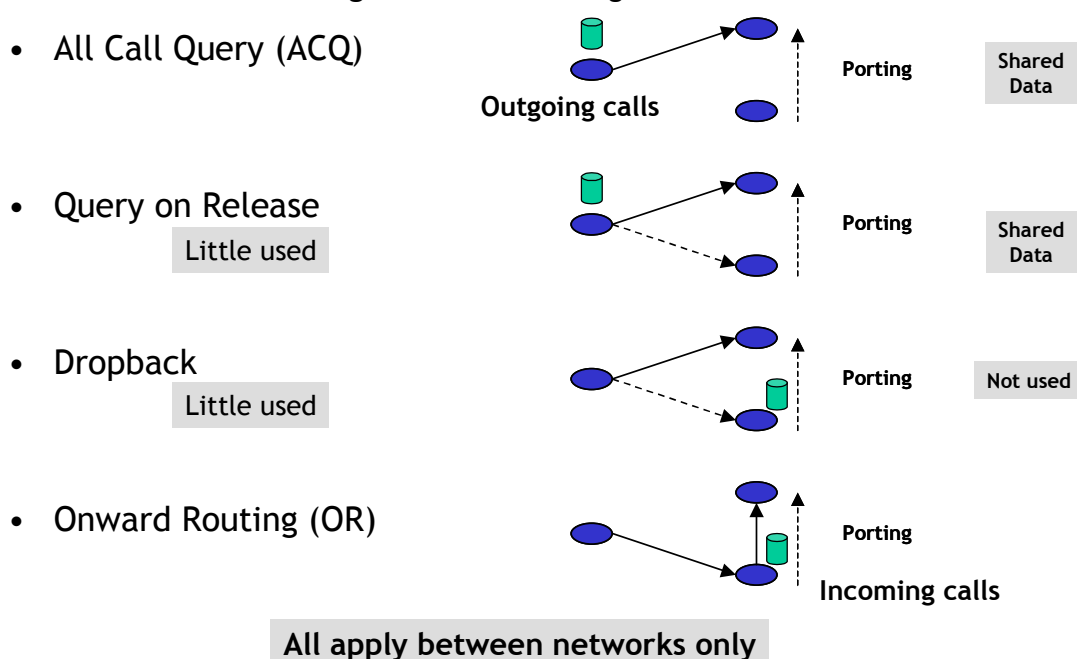 • All Call Query (ACQ)
Outgoing calls
Porting
Shared
Data
• Query on Release
Little used
Porting
Shared
Data
• Dropback
Little used
Porting
Not used
• Onward Routing (OR)
Porting
Incoming calls
All apply between networks only